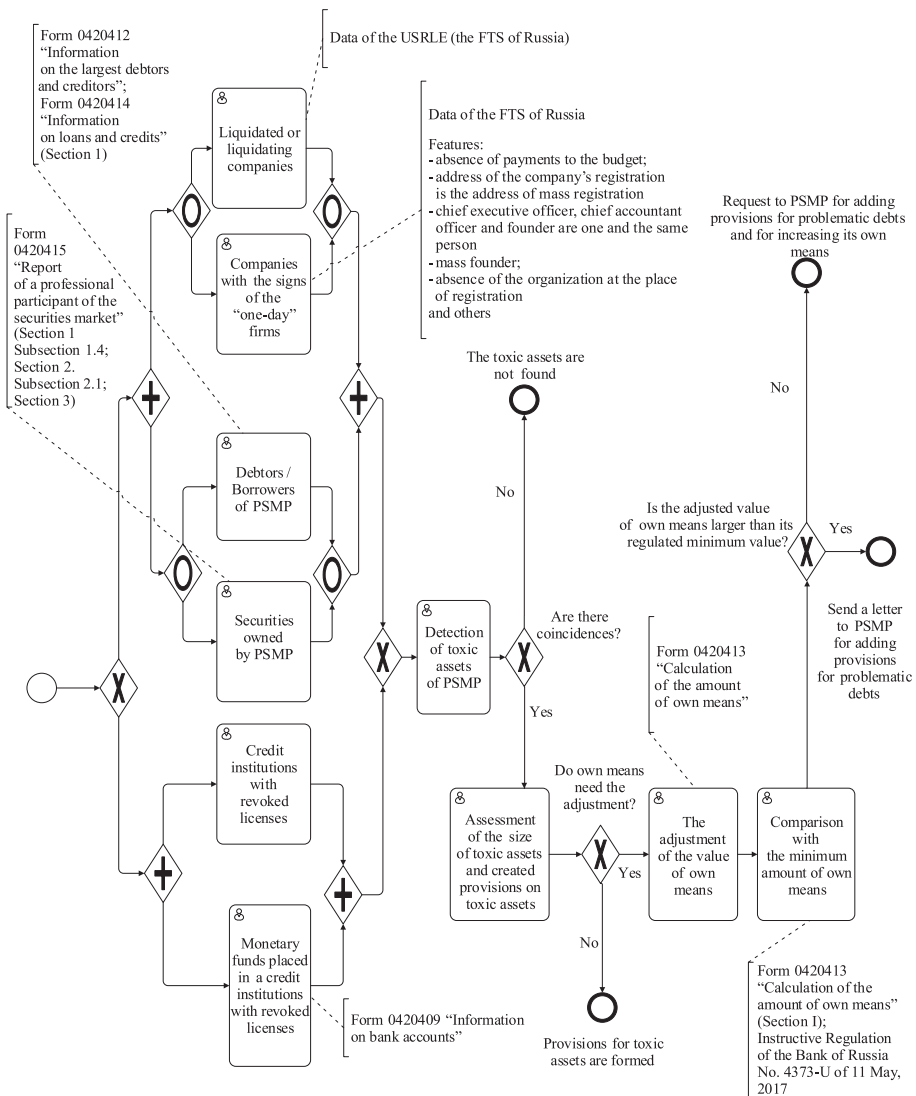 Form 0420412
“Information
on the largest debtors
and creditors”;
Form 0420414
“Information
on loans and credits”
(Section 1)
Data of the USRLE (the FTS of Russia)
Liquidated or
liquidating
companies
Data of the FTS of Russia
Features:
- absence of payments to the budget;
- address of the company’s registration
is the address of mass registration
- chief executive officer, chief accountant
officer and founder are one and the same
person
- mass founder;
- absence of the organization at the place
of registration
and others
Form
0420415
“Report
of a professional
participant of the
securities market”
(Section 1
Subsection 1.4;
Section 2.
Subsection 2.1;
Section 3)
Companies
with the signs
of the
“one-day”
firms
Request to PSMP for adding
provisions for problematic debts
and for increasing its own
means
The toxic assets are
not found
No
No
Debtors /
Borrowers
of PSMP
Is the adjusted value
of own means larger than its
regulated minimum value?
Yes
Securities
owned
by PSMP
Detection
of toxic
assets
of PSMP
Are there
coincidences?
Yes
Send a letter
to PSMP
for adding
provisions
for problematic
debts
Form 0420413
“Calculation
of the amount
of own means”
Credit
institutions
with
revoked
licenses
Do own means
need the
adjustment?
Assessment
of the size
of toxic assets
and created
provisions on
toxic assets
Yes
The
adjustment
of the value
of own
means
Comparison
with
the minimum
amount of own
means
No
Monetary
funds placed
in a credit
institutions
with revoked
licenses
Form 0420409 “Information
on bank accounts”
Provisions for toxic
assets are formed
Form 0420413
“Calculation of the
amount of own means”
(Section I);
Instructive Regulation
of the Bank of Russia
No. 4373-U of 11 May,
2017